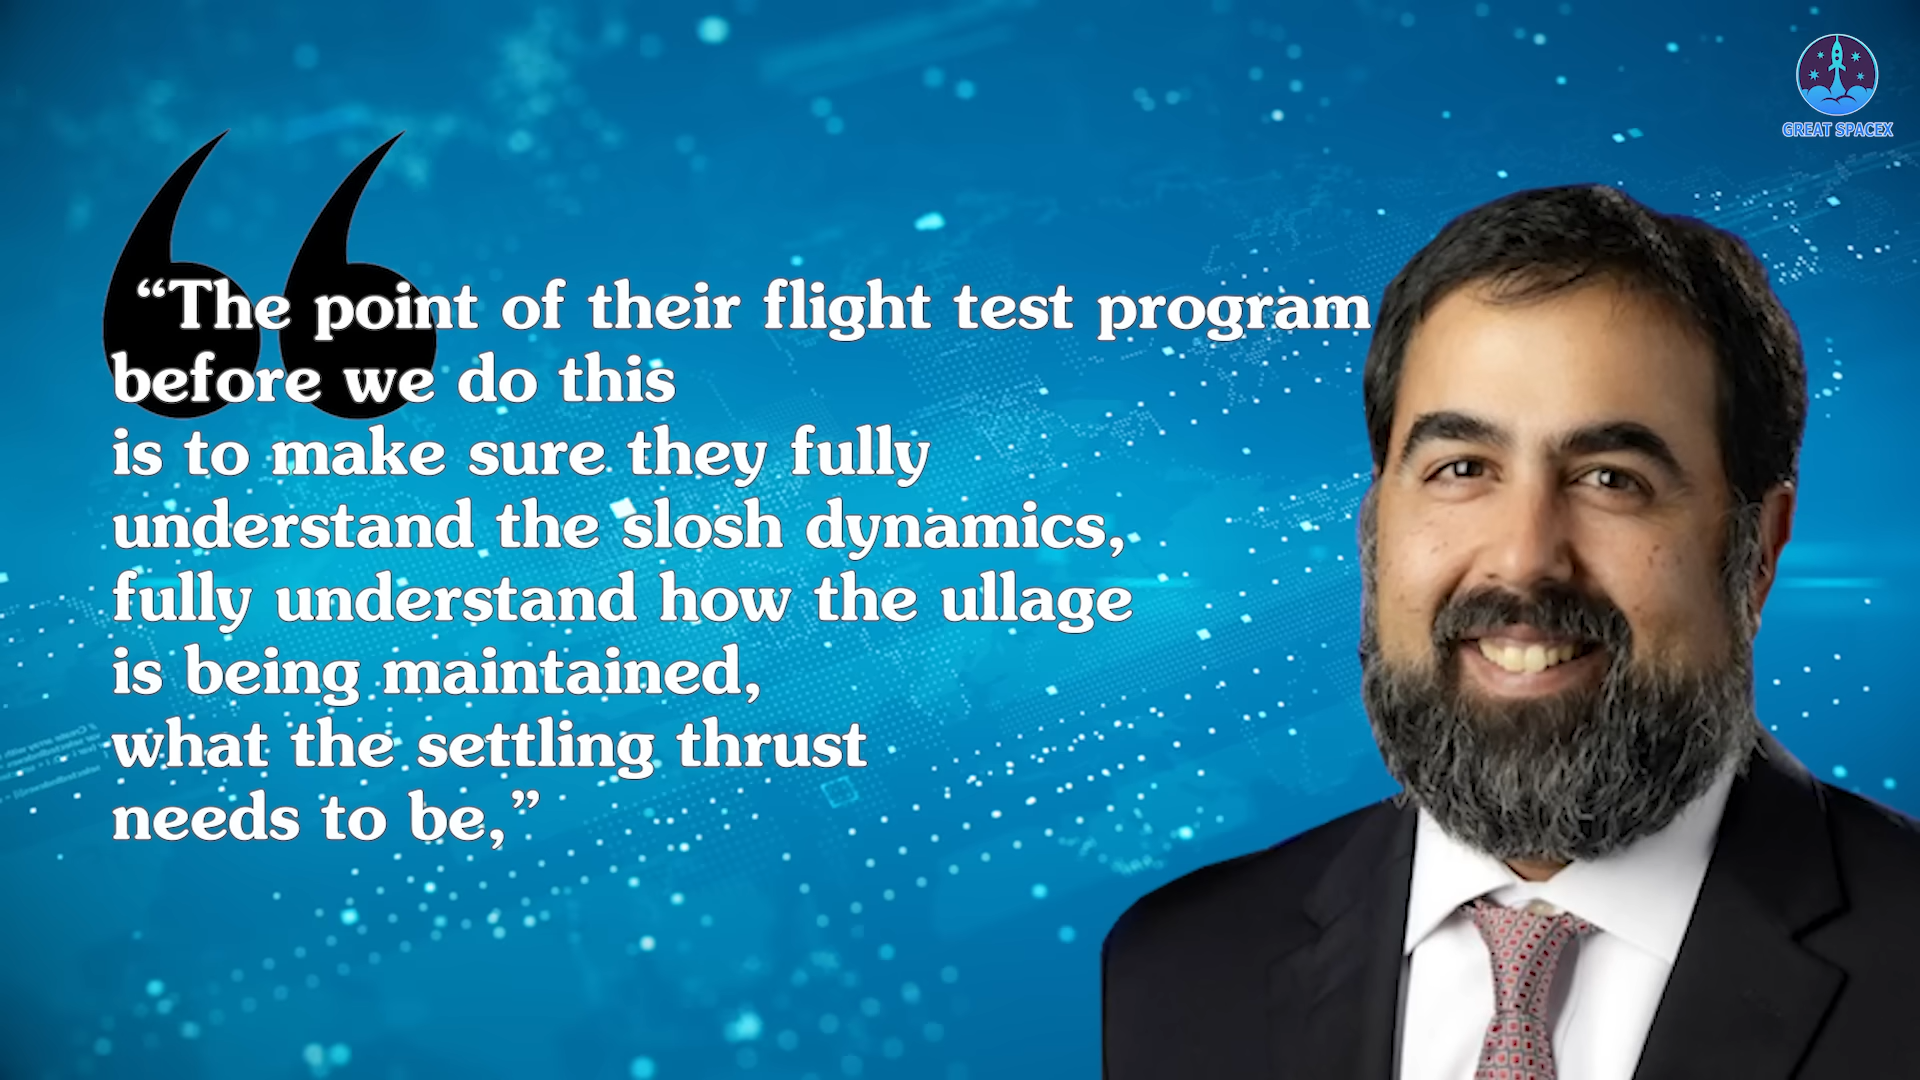 GREAT SPACEX
“The point of their flight test program
before we do this
is to make sure they fully
understand the slosh dynamics,
fully understand how the ullage
is being maintained,
what the settling thrust
needs to be,”